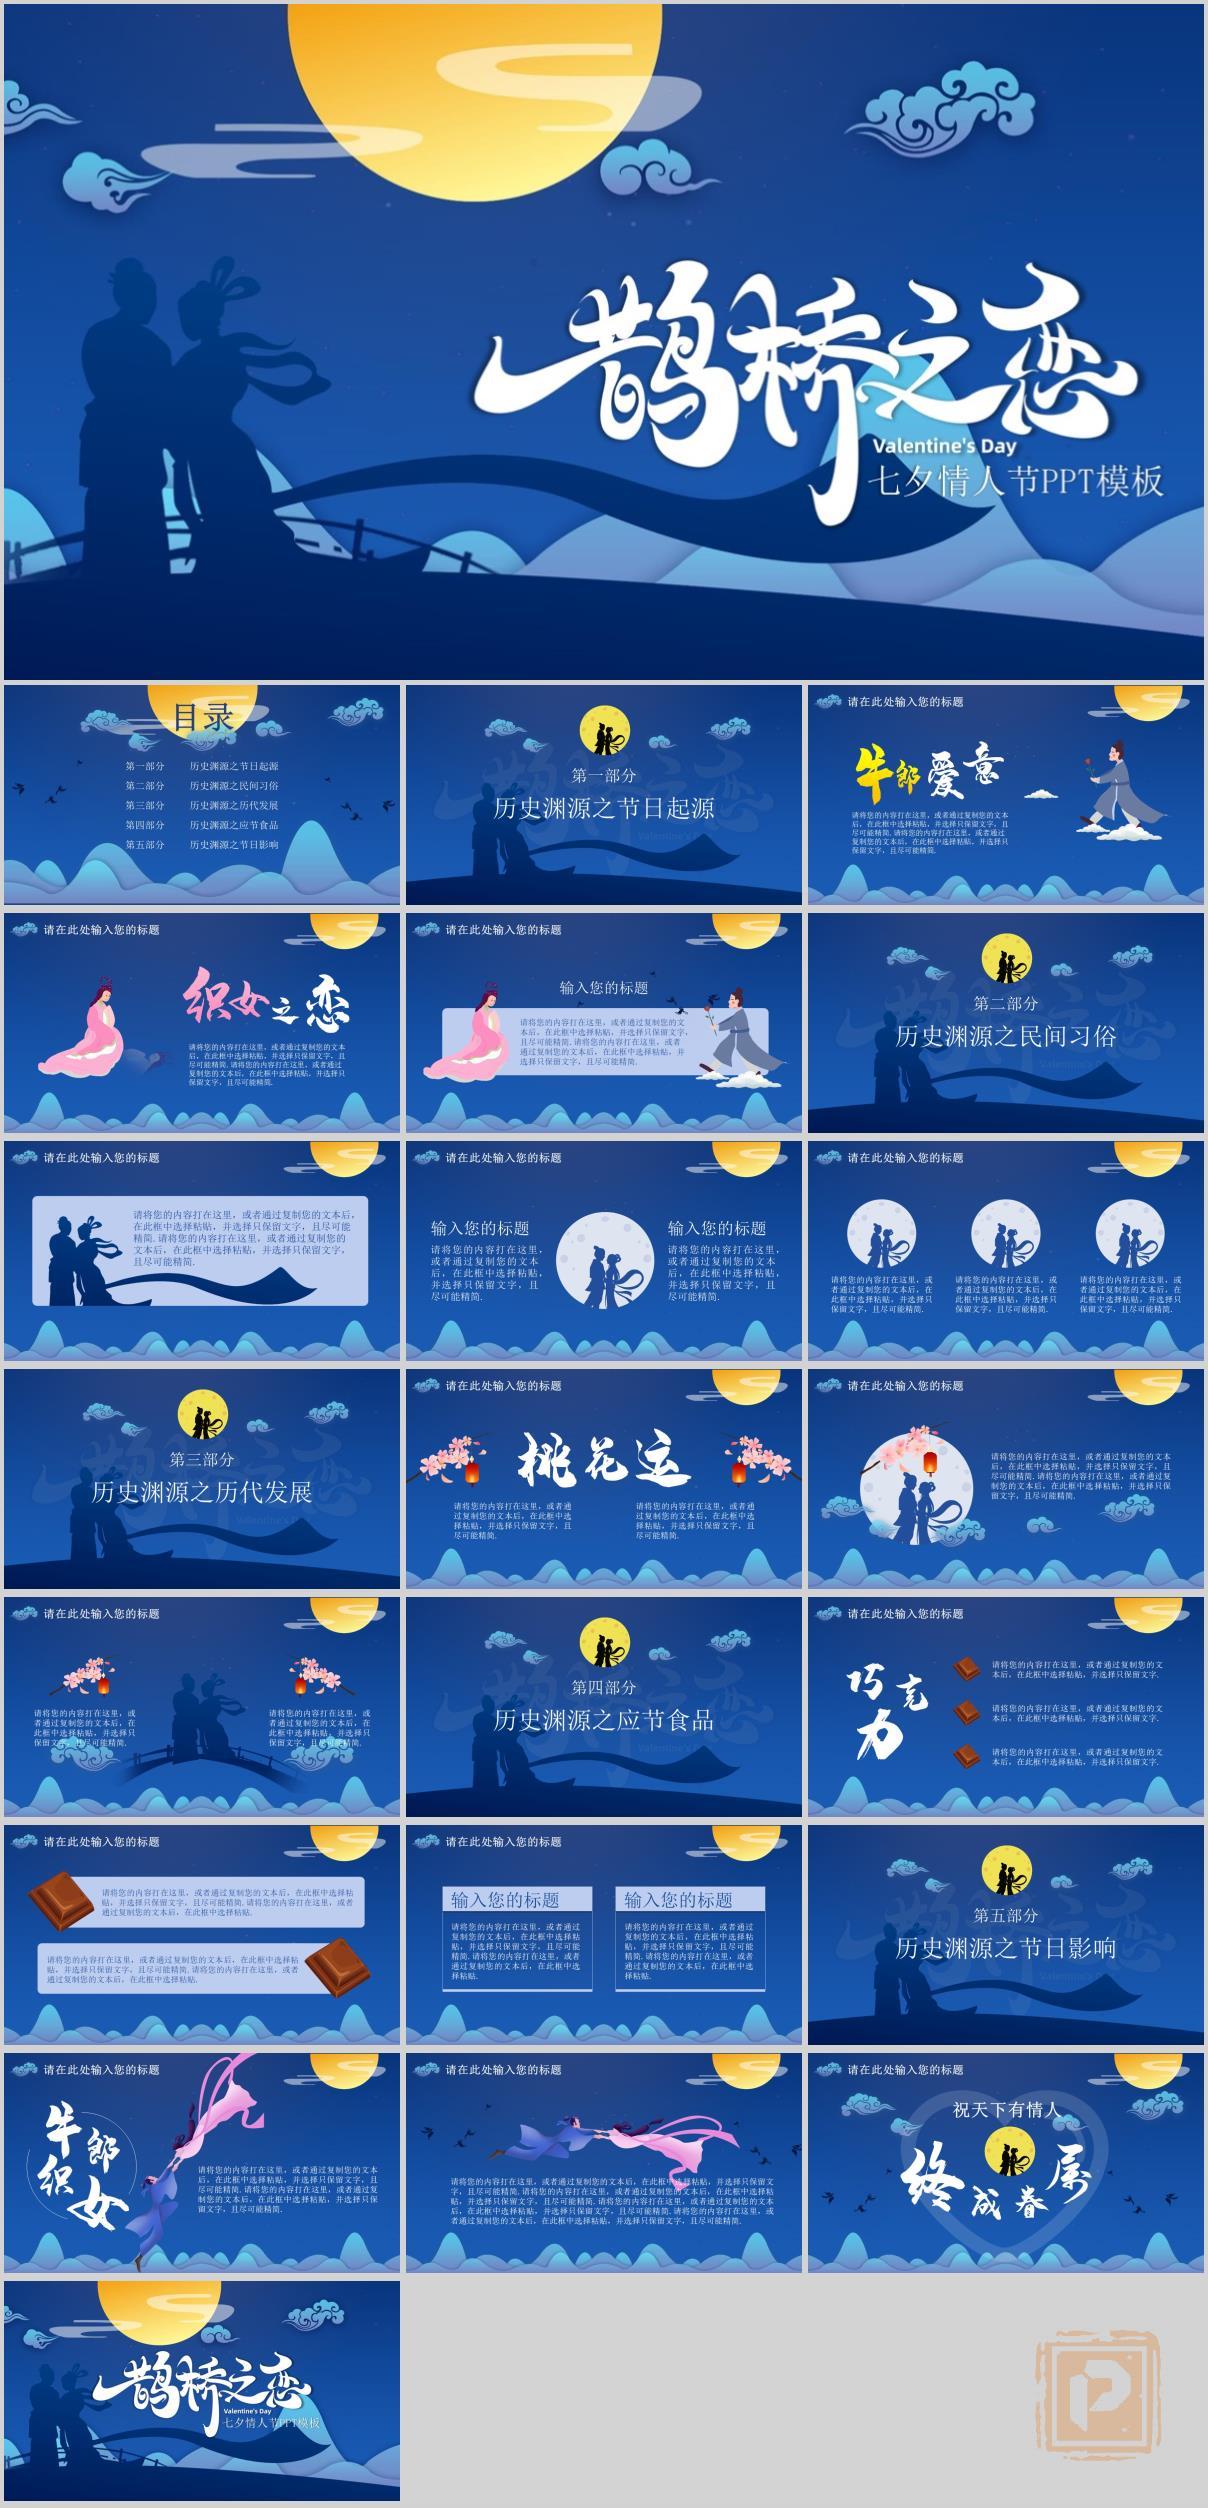 鹊桥之恋
Valentine's Day
七夕情人节PPT模板
目录
第一部分 历史渊源之节日起源
第二部分 历史渊源之民间习俗
第三部分 历史渊源之历代发展
第四部分 历史渊源之应节食品
第五部分 历史渊源之节日影响
第一部分
历史渊源之节日起源
Valentine's Day
请在此处输入您的标题
牛郎爱意
请将您的内容打在这里，或者通过复制您的文本
后，在此框中选择粘贴，并选择只保留文字，且
尽可能精简.请将您的内容打在这里，或者通过
复制您的文本后，在此框中选择粘贴，并选择只
保留文字，且尽可能精简.
请在此处输入您的标题
织女之恋
请将您的内容打在这里，或者通过复制您的文本
后，在此框中选择粘贴，并选择只保留文字，且
尽可能精简.请将您的内容打在这里，或者通过
复制您的文本后，在此框中选择粘贴，并选择只
保留文字，且尽可能精简.
请在此处输入您的标题
输入您的标题
请将您的内容打在这里，或者通过复制您的文
本后，在此框中选择粘贴，并选择只保留文字，
且尽可能精简.请将您的内容打在这里，或者
通过复制您的文本后，在此框中选择粘贴，并
选择只保留文字，且尽可能精简.
第二部分
历史渊源之民间习俗
请在此处输入您的标题
请将您的内容打在这里，或者通过复制您的文本后，
在此框中选择粘贴，并选择只保留文字，且尽可能
精简.请将您的内容打在这里，或者通过复制您的
文本后，在此框中选择粘贴，并选择只保留文字，
且尽可能精简.
请在此处输入您的标题
输入您的标题
请将您的内容打在这里，
或者通过复制您的文本
后，在此框中选择粘贴，
并选择只保留文字，且
尽可能精简.
输入您的标题
请将您的内容打在这里，
或者通过复制您的文本
后，在此框中选择粘贴，
并选择只保留文字，且
尽可能精简.
请在此处输入您的标题
请将您的内容打在这里，或
者通过复制您的文本后，在
此框中选择粘贴，并选择只
保留文字，且尽可能精简.
请将您的内容打在这里，或
者通过复制您的文本后，在
此框中选择粘贴，并选择只
保留文字，且尽可能精简.
请将您的内容打在这里，或
者通过复制您的文本后，在
此框中选择粘贴，并选择只
保留文字，且尽可能精简.
第三部分
历史渊源之历代发展
请在此处输入您的标题
桃花运
请将您的内容打在这里，或者通
过复制您的文本后，在此框中选
择粘贴，并选择只保留文字，且
尽可能精简.
请将您的内容打在这里，或者通
过复制您的文本后，在此框中选
择粘贴，并选择只保留文字，且
尽可能精简.
请在此处输入您的标题
请将您的内容打在这里，或者通过复制您的文本
后，在此框中选择粘贴，并选择只保留文字，且
尽可能精简.请将您的内容打在这里，或者通过复
制您的文本后，在此框中选择粘贴，并选择只保
留文字，且尽可能精简.
请在此处输入您的标题
请将您的内容打在这里，或
者通过复制您的文本后，在
此框中选择粘贴，并选择只
保留文字，且尽可能精简.
请将您的内容打在这里，或
者通过复制您的文本后，在
此框中选择粘贴，并选择只
保留文字，且尽可能精简.
第四部分
历史渊源之应节食品
Valentine's Day
请在此处输入您的标题
巧克力
请将您的内容打在这里，或者通过复制您的文
本后，在此框中选择粘贴，并选择只保留文字.
请将您的内容打在这里，或者通过复制您的文
本后，在此框中选择粘贴，并选择只保留文字.
请将您的内容打在这里，或者通过复制您的文
本后，在此框中选择粘贴，并选择只保留文字.
请在此处输入您的标题
请将您的内容打在这里，或者通过复制您的文本后，在此框中选择粘
贴，并选择只保留文字，且尽可能精简.请将您的内容打在这里，或者
通过复制您的文本后，在此框中选择粘贴.
请将您的内容打在这里，或者通过复制您的文本后，在此框中选择粘
贴，并选择只保留文字，且尽可能精简.请将您的内容打在这里，或者
通过复制您的文本后，在此框中选择粘贴.
请在此处输入您的标题
输入您的标题
请将您的内容打在这里，或者通过
复制您的文本后，在此框中选择粘
贴，并选择只保留文字，且尽可能
精简.请将您的内容打在这里，或者
通过复制您的文本后，在此框中选
择粘贴.
输入您的标题
请将您的内容打在这里，或者通过
复制您的文本后，在此框中选择粘
贴，并选择只保留文字，且尽可能
精简.请将您的内容打在这里，或者
通过复制您的文本后，在此框中选
择粘贴.
第五部分
历史渊源之节日影响
请在此处输入您的标题
牛郎
织女
请将您的内容打在这里，或者通过复制您的文本
后，在此框中选择粘贴，并选择只保留文字，且
尽可能精简.请将您的内容打在这里，或者通过复
制您的文本后，在此框中选择粘贴，并选择只保
留文字，且尽可能精简.
请在此处输入您的标题
请将您的内容打在这里，或者通过复制您的文本后，在此框中选择粘贴，并选择只保留文
字，且尽可能精简.请将您的内容打在这里，或者通过复制您的文本后，在此框中选择粘
贴，并选择只保留文字，且尽可能精简.请将您的内容打在这里，或者通过复制您的文本
后，在此框中选择粘贴，并选择只保留文字，且尽可能精简.请将您的内容打在这里，或
者通过复制您的文本后，在此框中选择粘贴，并选择只保留文字，且尽可能精简.
请在此处输入您的标题
祝天下有情人
终成眷属
鹊桥之恋
Valentine's Day
七夕情人节PPT模板